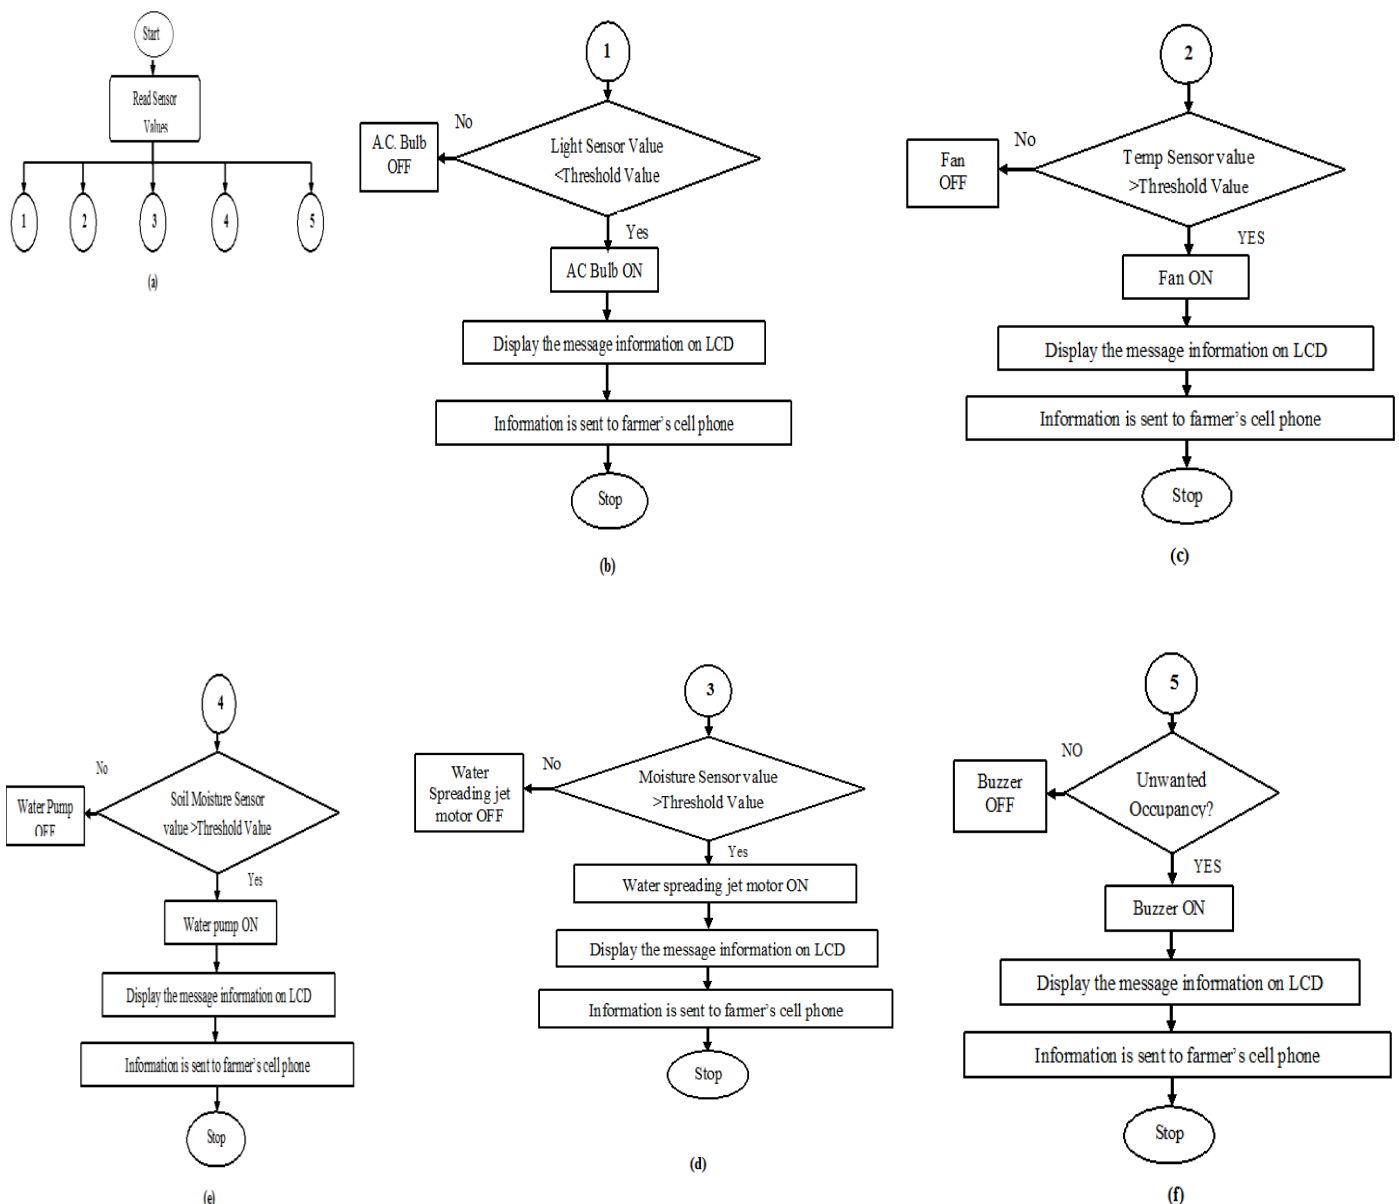 Start
Read Sensor
Values
1
2
3
4
5
(a)
1
Light Sensor Value
<Threshold Value
No
A.C. Bulb
OFF
Yes
AC Bulb ON
Display the message information on LCD
Information is sent to farmer's cell phone
Stop
(b)
2
Temp Sensor value
>Threshold Value
No
Fan
OFF
YES
Fan ON
Display the message information on LCD
Information is sent to farmer's cell phone
Stop
(c)
4
Soil Moisture Sensor
value >Threshold Value
No
Water Pump
OFF
Yes
Water pump ON
Display the message information on LCD
Information is sent to farmer's cell phone
Stop
(e)
3
Moisture Sensor value
>Threshold Value
No
Water
Spreading jet
motor OFF
Yes
Water spreading jet motor ON
Display the message information on LCD
Information is sent to farmer's cell phone
Stop
(d)
5
Unwanted
Occupancy?
NO
Buzzer
OFF
YES
Buzzer ON
Display the message information on LCD
Information is sent to farmer's cell phone
Stop
(f)